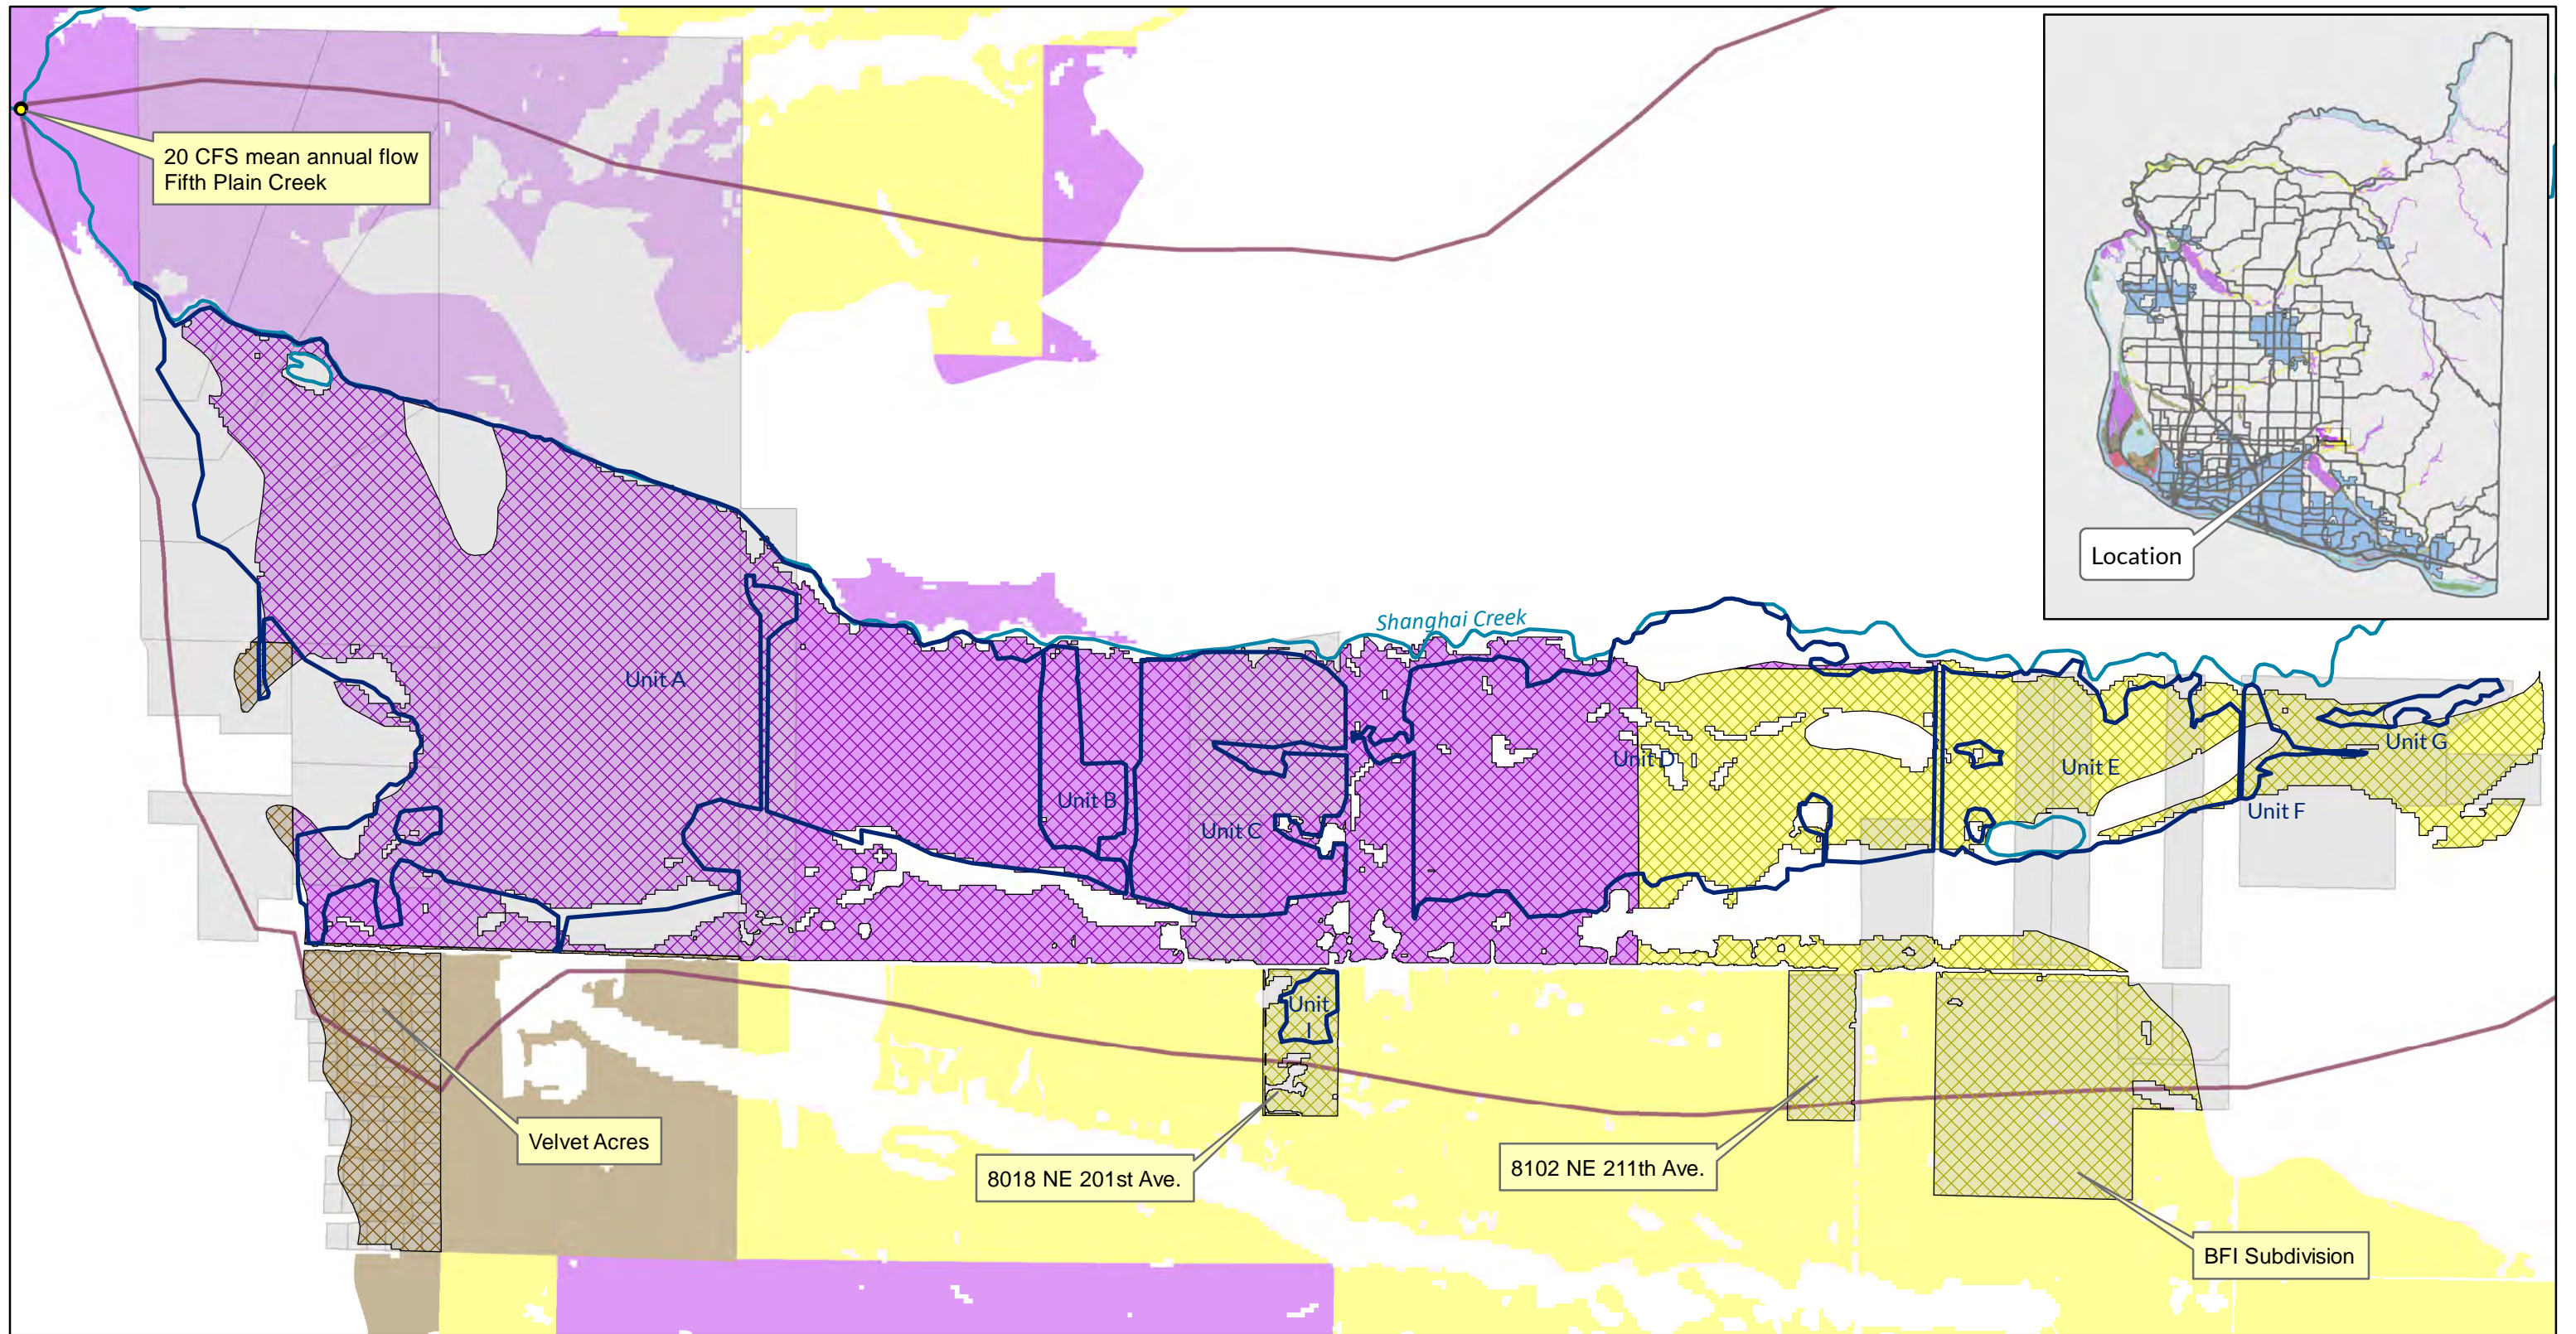 20 CFS mean annual flow
Fifth Plain Creek
Location
Shanghai Creek
Unit A
Unit B
Unit C
Unit D
Unit E
Unit G
Unit F
Unit
I
Velvet Acres
8018 NE 201st Ave.
8102 NE 211th Ave.
BFI Subdivision